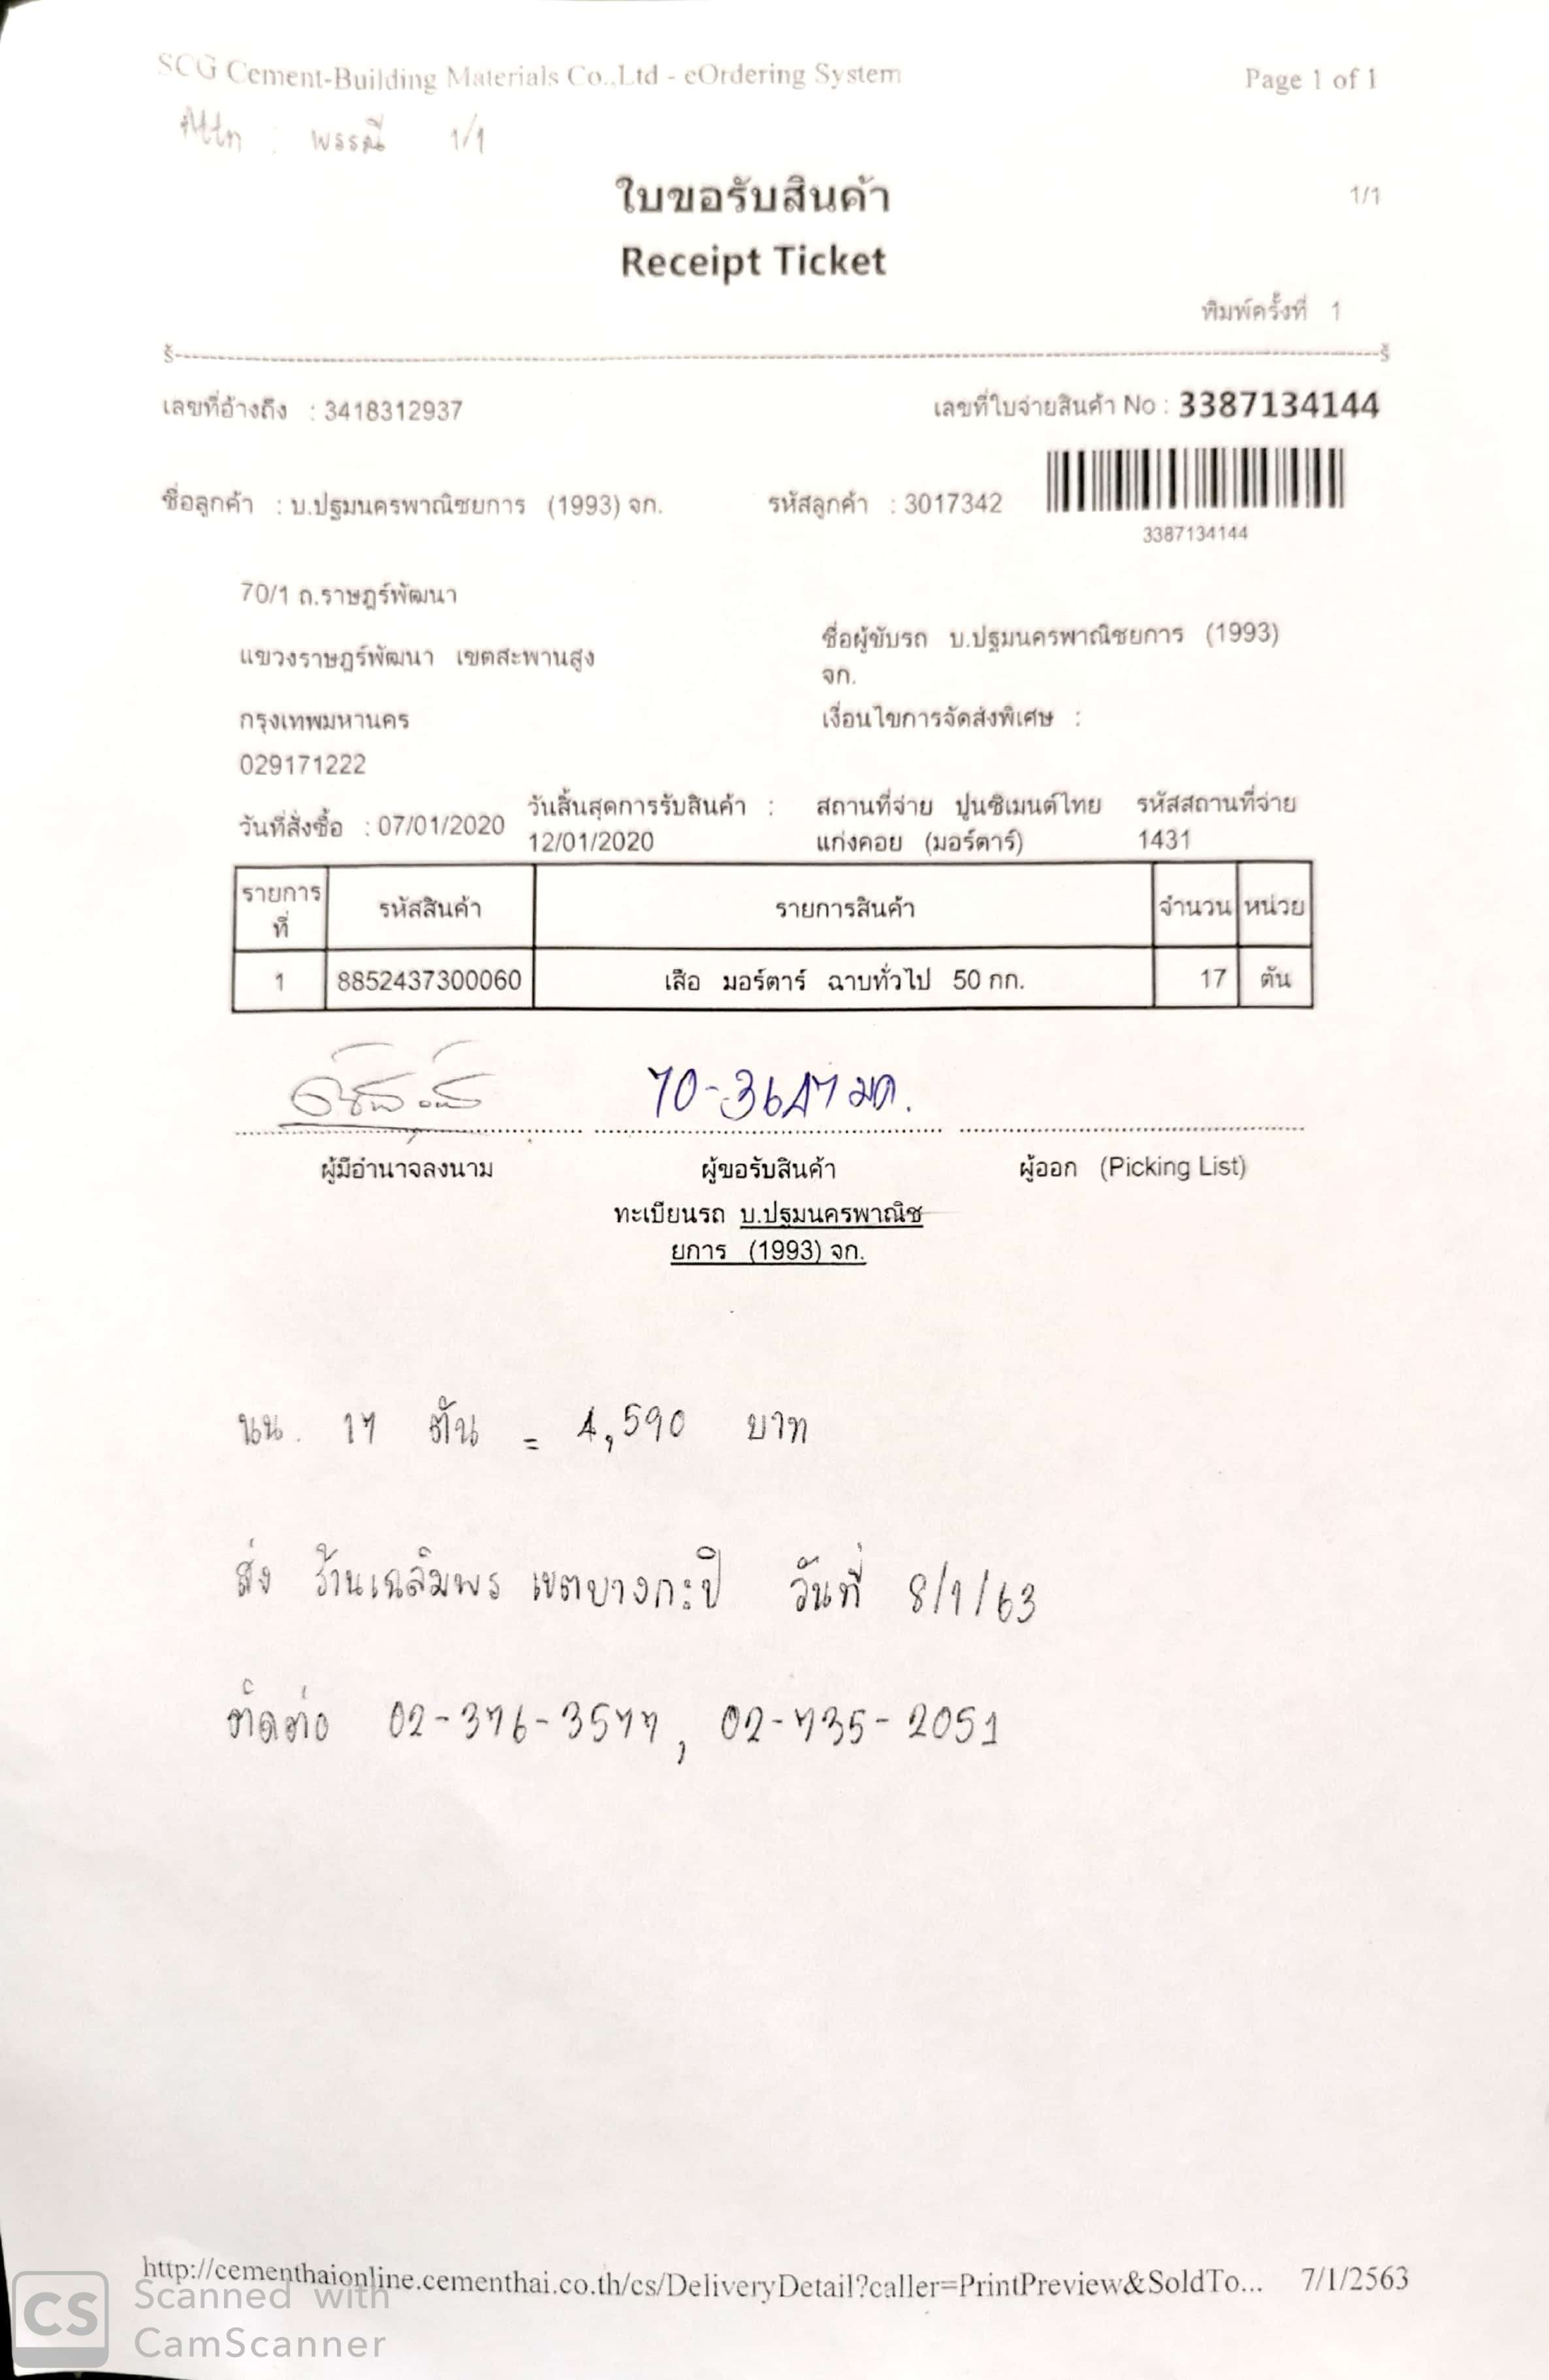 SCG Cement-Building Materials Co.,Ltd - eOrdering System
Page 1 of 1
พรรณี 1/1
ใบขอรับสินค้า
1/1
Receipt Ticket
พิมพ์ครั้งที่ 1
เลขที่อ้างถึง : 3418312937
เลขที่ใบจ่ายสินค้า No : 3387134144
ชื่อลูกค้า : บ.ปฐมนครพาณิชยการ (1993) จก.
รหัสลูกค้า : 3017342
3387134144
70/1 ถ.ราษฎร์พัฒนา
แขวงราษฎร์พัฒนา เขตสะพานสูง
กรุงเทพมหานคร
029171222
ชื่อผู้ขับรถ บ.ปฐมนครพาณิชยการ (1993)
จก.
เงื่อนไขการจัดส่งพิเศษ :
วันที่สั่งซื้อ : 07/01/2020
วันสิ้นสุดการรับสินค้า :
12/01/2020
สถานที่จ่าย ปูนซิเมนต์ไทย
แก่งคอย (มอร์ตาร์)
รหัสสถานที่จ่าย
1431
รายการที่ รหัสสินค้า รายการสินค้า จำนวน หน่วย
1 8852437300060 เสือ มอร์ตาร์ ฉาบทั่วไป 50 กก. 17 ตัน
70-3647 มค.
ผู้มีอำนาจลงนาม
ผู้ขอรับสินค้า
ผู้ออก (Picking List)
ทะเบียนรถ บ.ปฐมนครพาณิช
ยการ (1993) จก.
นน. 17 ตัน = 4,590 บาท
ส่ง ร้านเฉลิมพร เขตบางกะปิ วันที่ 8/1/63
ติดต่อ 02-376-3577, 02-735-2051
http://cementhaionline.cementhai.co.th/cs/DeliveryDetail?caller=PrintPreview&SoldTo...
7/1/2563
CS
Scanned with
CamScanner